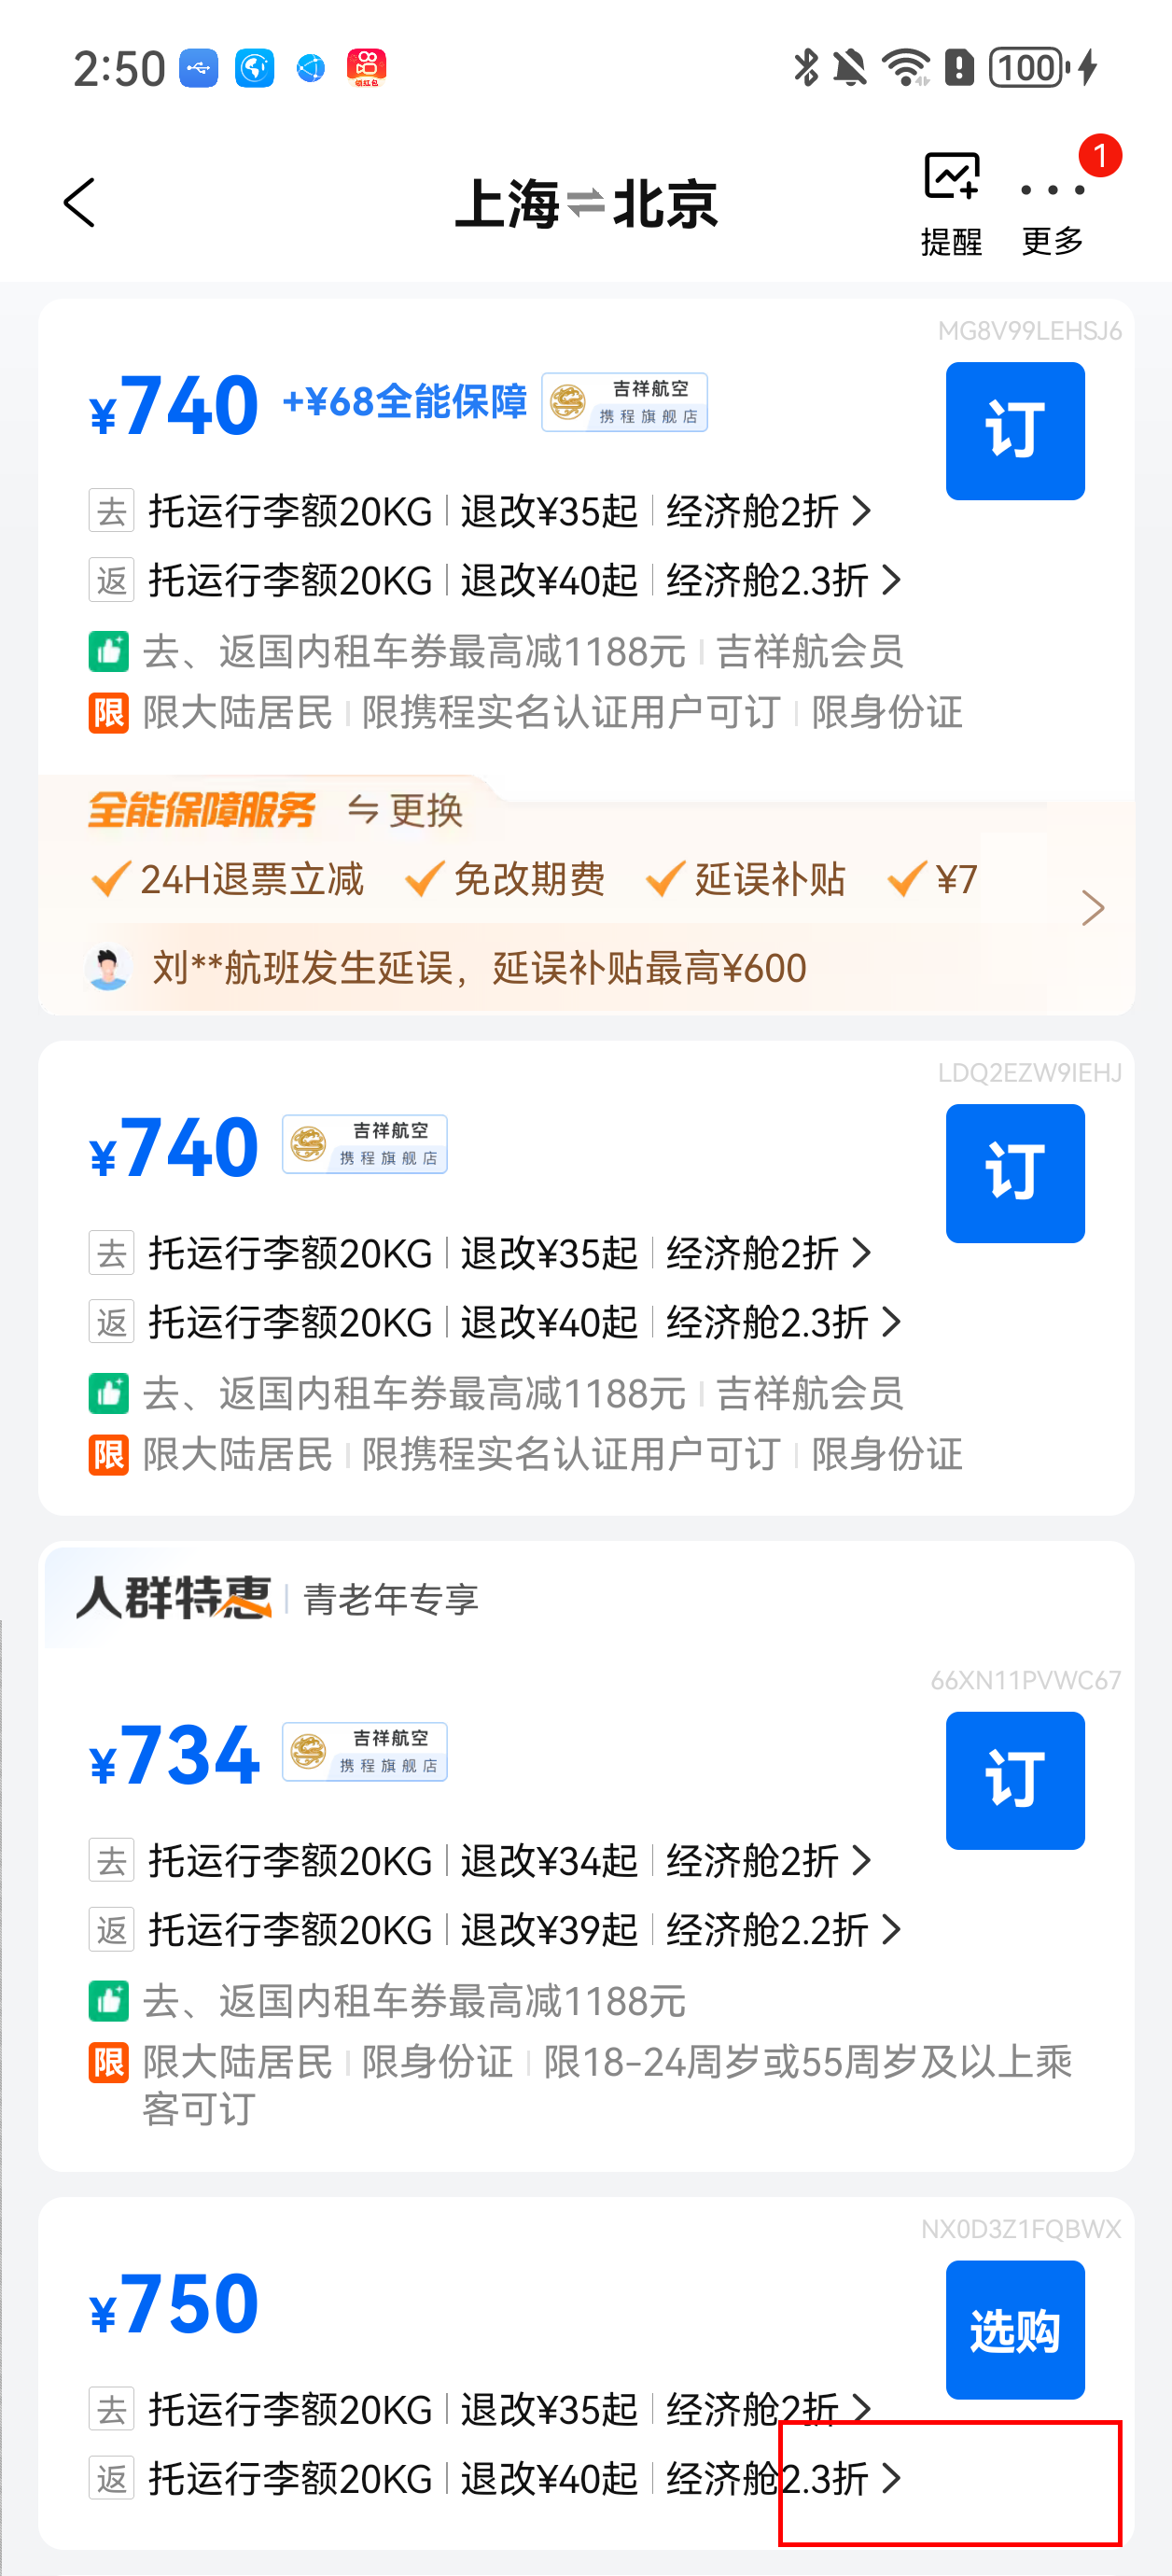 2:50
领红包
100
1
上海⇌北京
提醒
更多
MG8V99LEHSJ6
¥740 +¥68全能保障 吉祥航空
携程旗舰店
订
去 托运行李额20KG | 退改¥35起 | 经济舱2折 >
返 托运行李额20KG | 退改¥40起 | 经济舱2.3折 >
去、返国内租车券最高减1188元 | 吉祥航会员
限 限大陆居民 | 限携程实名认证用户可订 | 限身份证
全能保障服务 ⇋ 更换
24H退票立减 免改期费 延误补贴 ¥7
刘**航班发生延误，延误补贴最高¥600
LDQ2EZW9IEHJ
¥740 吉祥航空
携程旗舰店
订
去 托运行李额20KG | 退改¥35起 | 经济舱2折 >
返 托运行李额20KG | 退改¥40起 | 经济舱2.3折 >
去、返国内租车券最高减1188元 | 吉祥航会员
限 限大陆居民 | 限携程实名认证用户可订 | 限身份证
人群特惠 | 青老年专享
66XN11PVWC67
¥734 吉祥航空
携程旗舰店
订
去 托运行李额20KG | 退改¥34起 | 经济舱2折 >
返 托运行李额20KG | 退改¥39起 | 经济舱2.2折 >
去、返国内租车券最高减1188元
限 限大陆居民 | 限身份证 | 限18-24周岁或55周岁及以上乘
客可订
NX0D3Z1FQBWX
¥750
选购
去 托运行李额20KG | 退改¥35起 | 经济舱2折 >
返 托运行李额20KG | 退改¥40起 | 经济舱2.3折 >